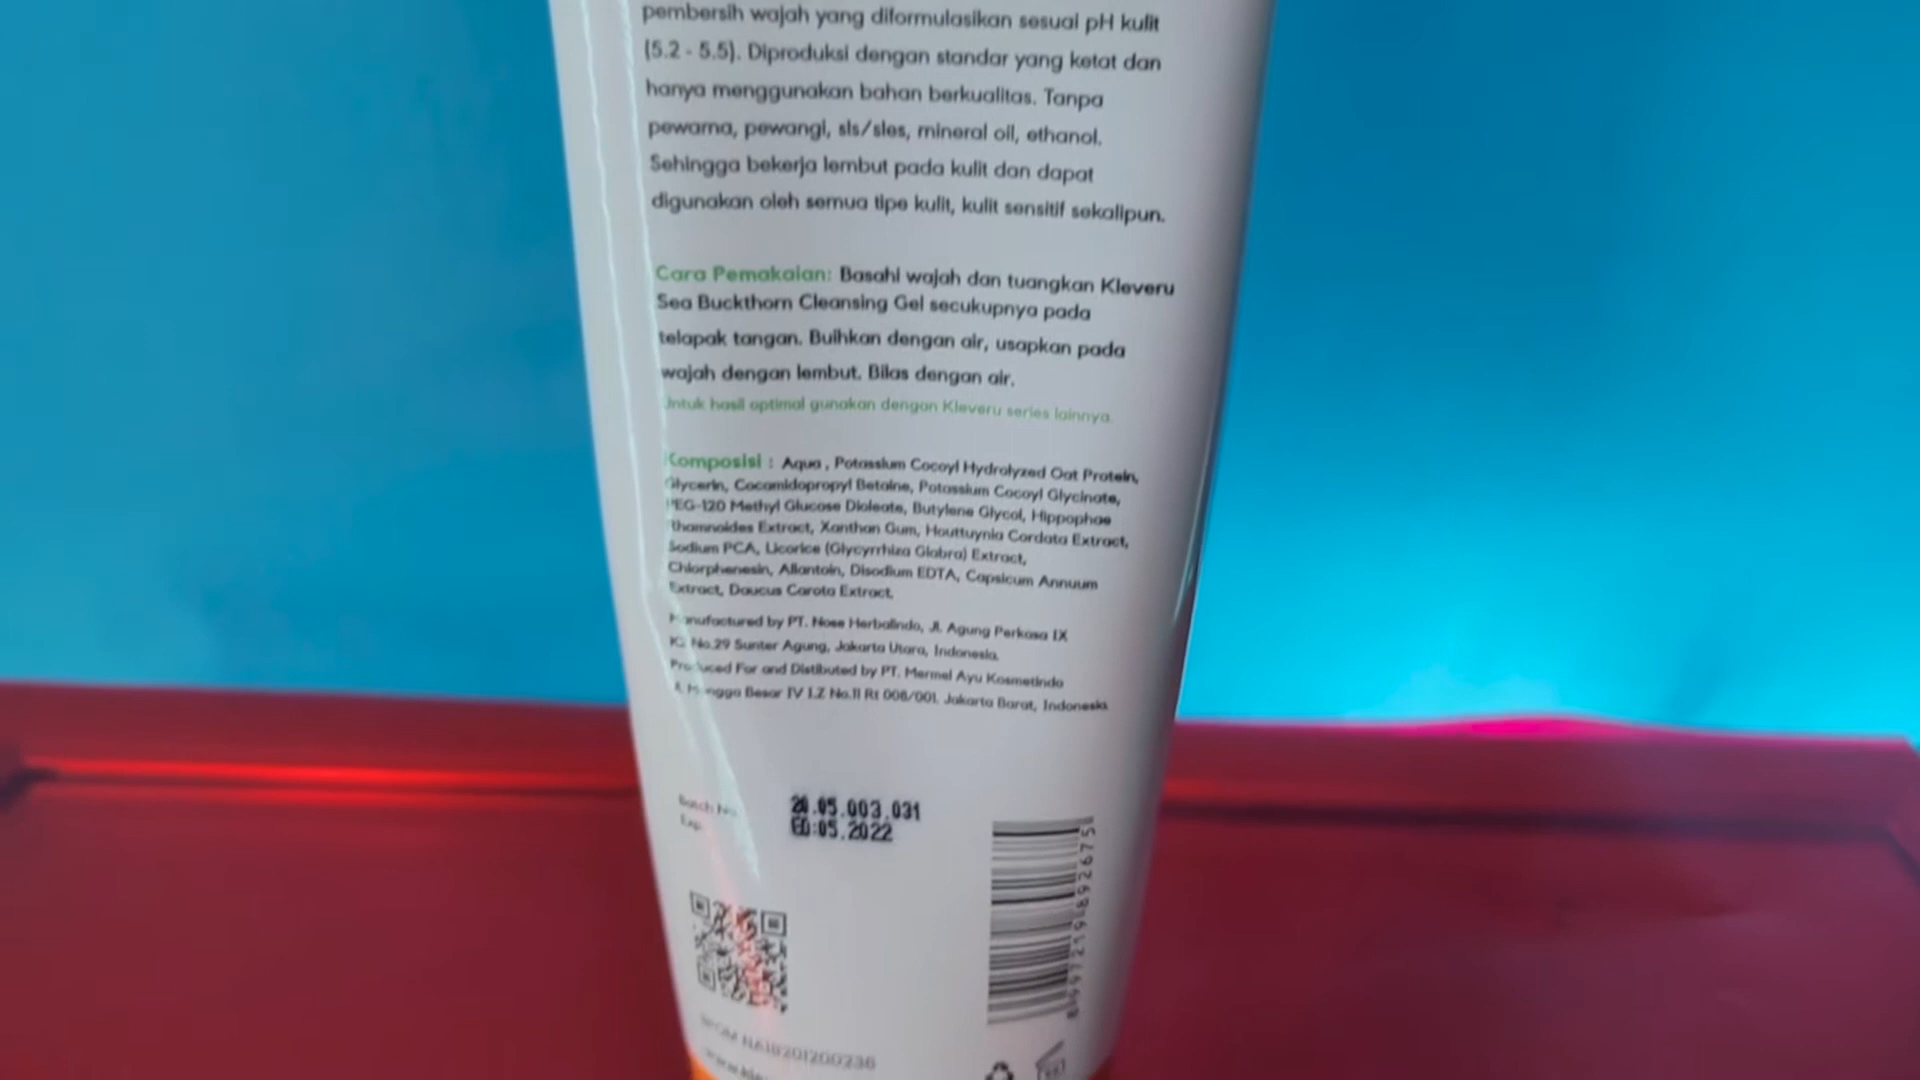 pembersih wajah yang diformulasikan sesuai pH kulit
(5.2 - 5.5). Diproduksi dengan standar yang ketat dan
hanya menggunakan bahan berkualitas. Tanpa
pewarna, pewangi, sls/sles, mineral oil, ethanol.
Sehingga bekerja lembut pada kulit dan dapat
digunakan oleh semua tipe kulit, kulit sensitif sekalipun.
Cara Pemakaian: Basahi wajah dan tuangkan Kleveru
Sea Buckthorn Cleansing Gel secukupnya pada
telapak tangan. Buihkan dengan air, usapkan pada
wajah dengan lembut. Bilas dengan air.
Untuk hasil optimal gunakan dengan Kleveru series lainnya.
Komposisi : Aqua, Potassium Cocoyl Hydrolyzed Oat Protein,
Glycerin, Cocamidopropyl Betaine, Potassium Cocoyl Glycinate,
PEG-120 Methyl Glucose Dioleate, Butylene Glycol, Hippophae
Rhamnoides Extract, Xanthan Gum, Houttuynia Cordata Extract,
Sodium PCA, Licorice (Glycyrrhiza Glabra) Extract,
Chlorphenesin, Allantoin, Disodium EDTA, Capsicum Annuum
Extract, Daucus Carota Extract.
Manufactured by PT. Nose Herbalindo, Jl. Agung Perkasa IX
No.29 Sunter Agung, Jakarta Utara, Indonesia.
Produced For and Distibuted by PT. Mermei Ayu Kosmetindo
Mangga Besar IV I.Z No.11 Rt 008/001. Jakarta Barat, Indonesia
Batch No. 20.05.003.031
Exp. ED:05.2022
8997219892675
BPOM NA18201200236